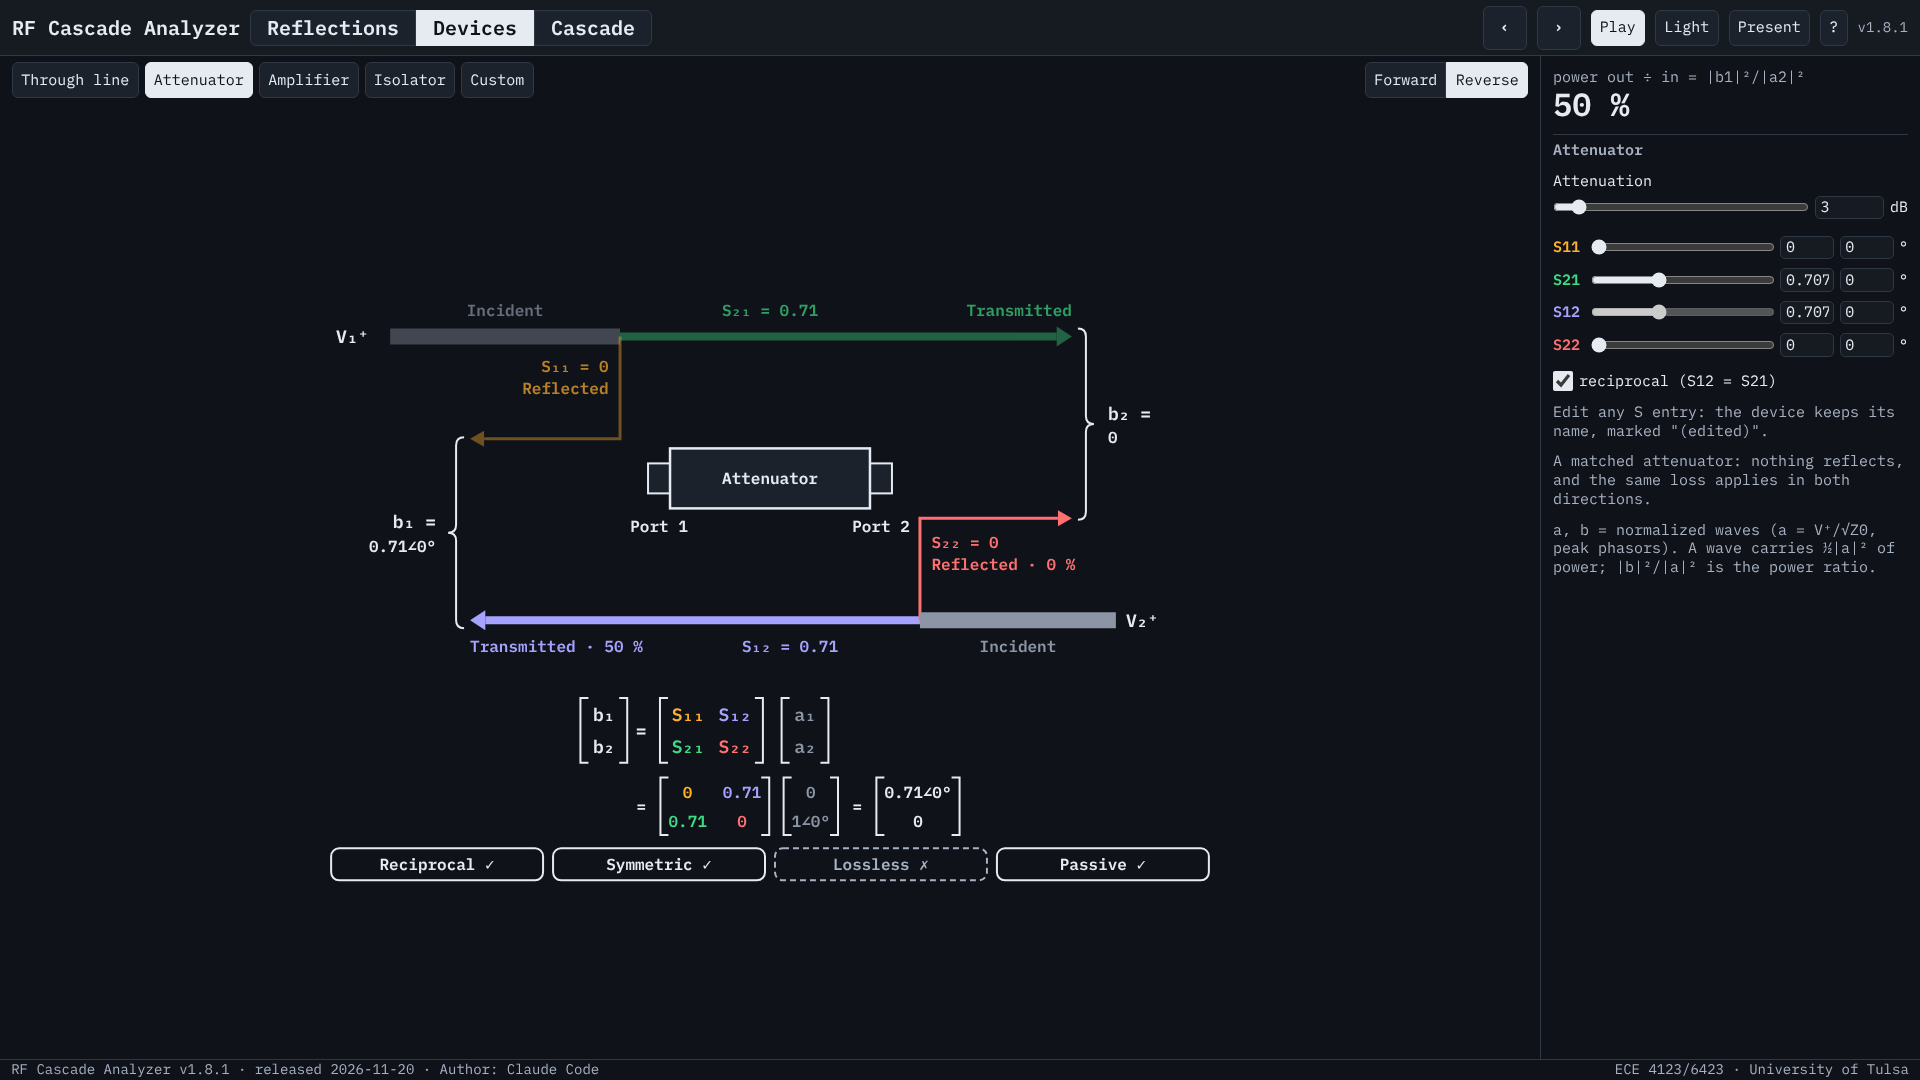 RF Cascade Analyzer Reflections Devices Cascade ‹ › Play Light Present ? v1.8.1
Through line Attenuator Amplifier Isolator Custom Forward Reverse
power out ÷ in = |b1|²/|a2|²
50 %
Attenuator
Attenuation
3 dB
S11 0 0 °
S21 0.707 0 °
S12 0.707 0 °
S22 0 0 °
reciprocal (S12 = S21)
Edit any S entry: the device keeps its
name, marked "(edited)".
A matched attenuator: nothing reflects,
and the same loss applies in both
directions.
a, b = normalized waves (a = V⁺/√Z0,
peak phasors). A wave carries ½|a|² of
power; |b|²/|a|² is the power ratio.
Incident S₂₁ = 0.71 Transmitted
V₁⁺
S₁₁ = 0
Reflected
b₂ =
0
Attenuator
Port 1 Port 2
b₁ =
0.71∠0°
S₂₂ = 0
Reflected · 0 %
V₂⁺
Transmitted · 50 % S₁₂ = 0.71 Incident
b₁ S₁₁ S₁₂ a₁
=
b₂ S₂₁ S₂₂ a₂
0 0.71 0 0.71∠0°
= =
0.71 0 1∠0° 0
Reciprocal ✓ Symmetric ✓ Lossless ✗ Passive ✓
RF Cascade Analyzer v1.8.1 · released 2026-11-20 · Author: Claude Code ECE 4123/6423 · University of Tulsa